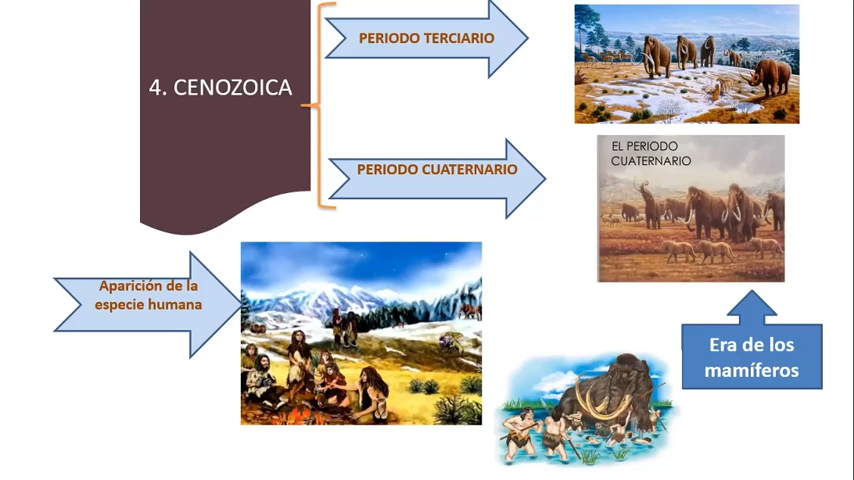 4. CENOZOICA
PERIODO TERCIARIO
PERIODO CUATERNARIO
EL PERIODO
CUATERNARIO
Aparición de la
especie humana
Era de los
mamíferos